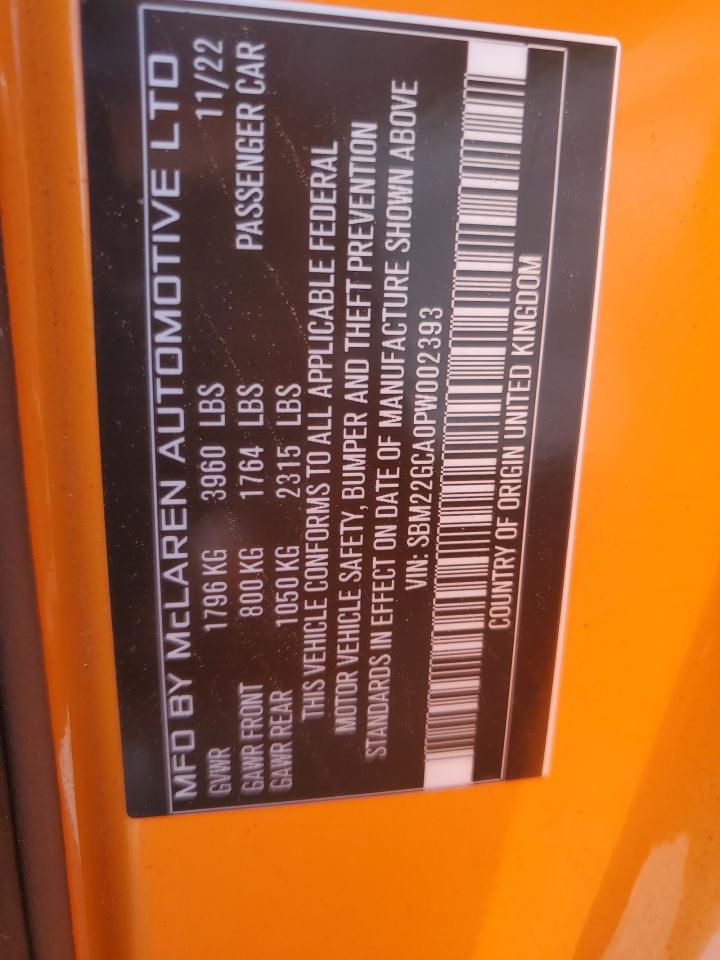 MFD BY McLAREN AUTOMOTIVE LTD
GVWR 1796 KG 3960 LBS 11/22
GAWR FRONT 800 KG 1764 LBS PASSENGER CAR
GAWR REAR 1050 KG 2315 LBS
THIS VEHICLE CONFORMS TO ALL APPLICABLE FEDERAL
MOTOR VEHICLE SAFETY, BUMPER AND THEFT PREVENTION
STANDARDS IN EFFECT ON DATE OF MANUFACTURE SHOWN ABOVE
VIN: SBM22GCA0PW002393
COUNTRY OF ORIGIN UNITED KINGDOM